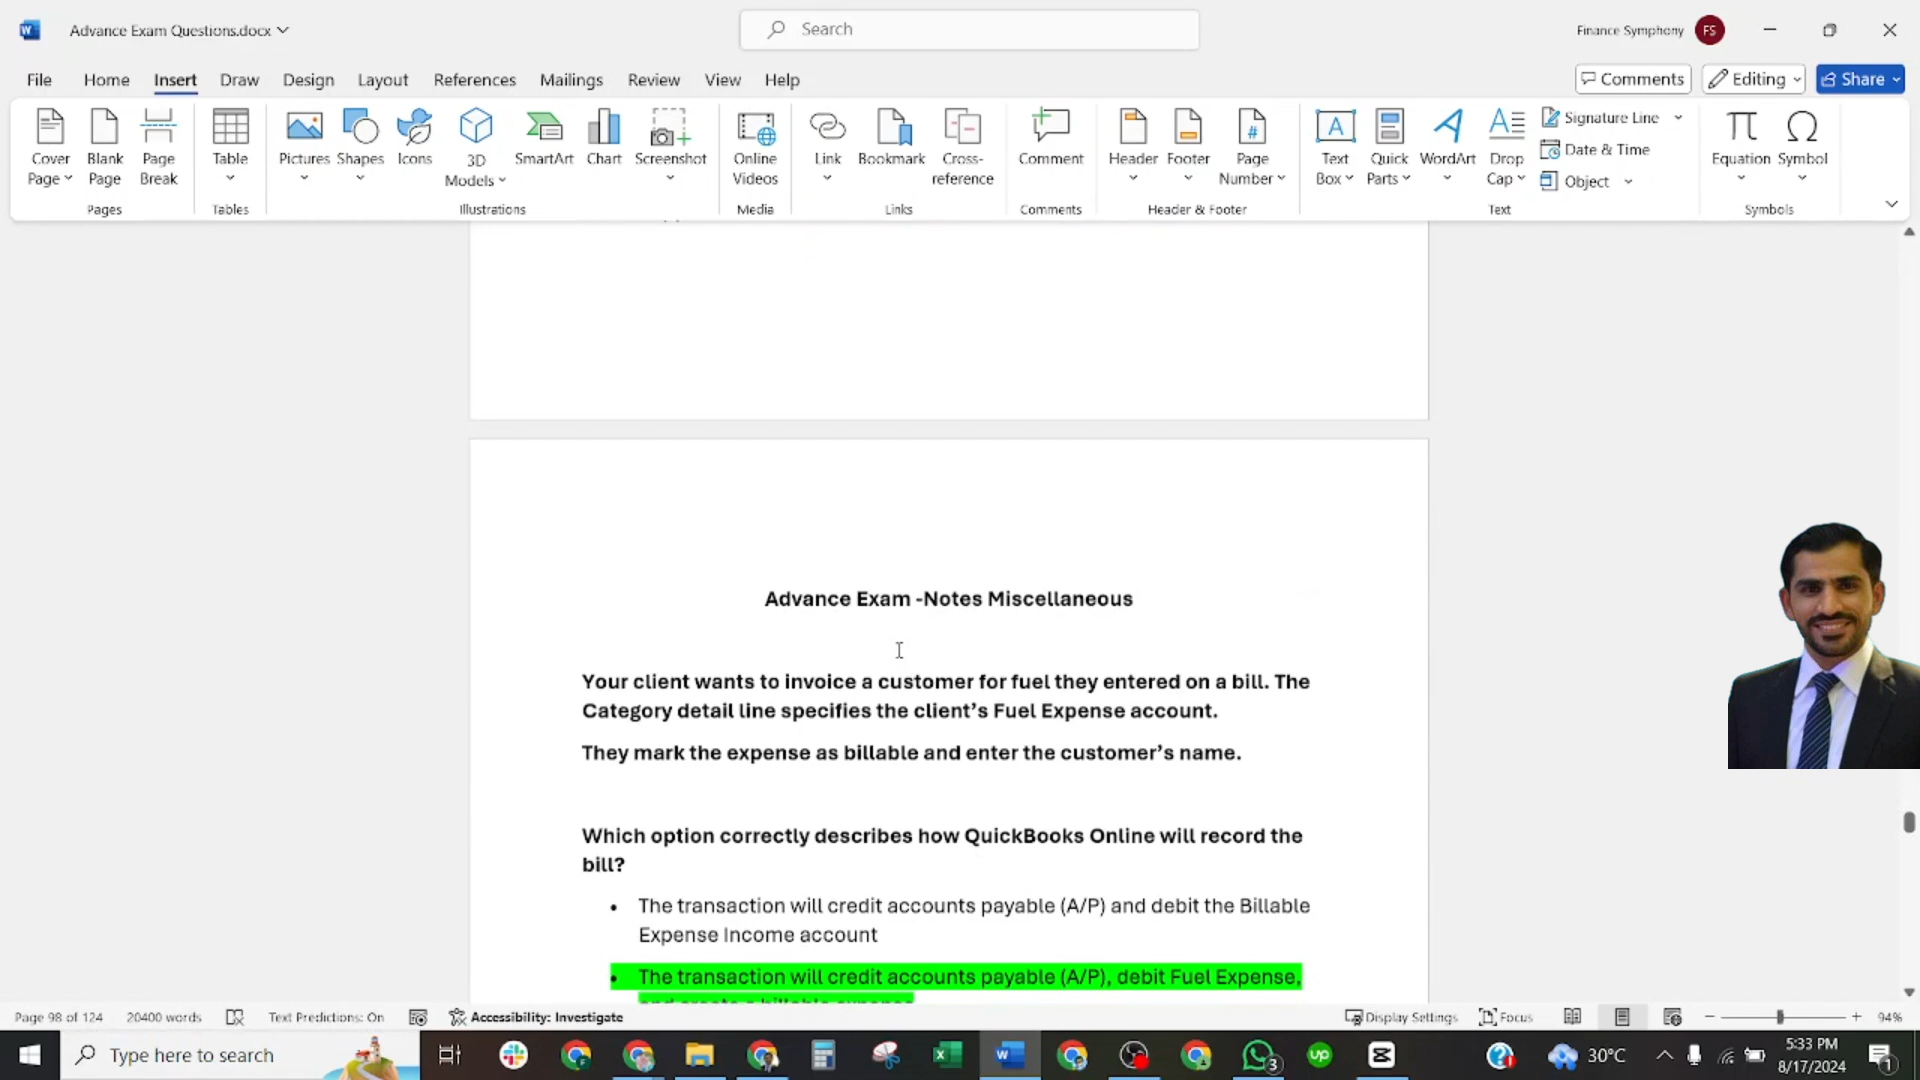 Advance Exam Questions.docx
Search
Finance Symphony FS
File Home Insert Draw Design Layout References Mailings Review View Help
Comments Editing Share
Cover Page Blank Page Page Break Table Pictures Shapes Icons 3D Models SmartArt Chart Screenshot Online Videos Link Bookmark Cross-reference Comment Header Footer Page Number Text Box Quick Parts WordArt Drop Cap Signature Line Date & Time Object Equation Symbol
Pages Tables Illustrations Media Links Comments Header & Footer Text Symbols
Advance Exam -Notes Miscellaneous
Your client wants to invoice a customer for fuel they entered on a bill. The
Category detail line specifies the client's Fuel Expense account.
They mark the expense as billable and enter the customer's name.
Which option correctly describes how QuickBooks Online will record the
bill?
• The transaction will credit accounts payable (A/P) and debit the Billable
Expense Income account
• The transaction will credit accounts payable (A/P), debit Fuel Expense,
Page 98 of 124 20400 words Text Predictions: On Accessibility: Investigate Display Settings Focus 94%
Type here to search
30°C
5:33 PM
8/17/2024